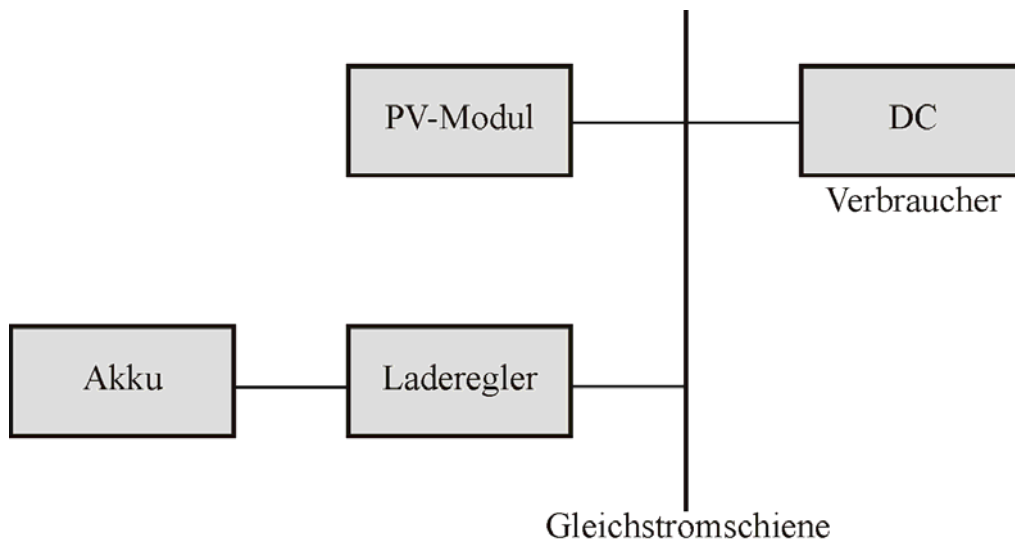 PV-Modul
DC
Verbraucher
Akku
Laderegler
Gleichstromschiene